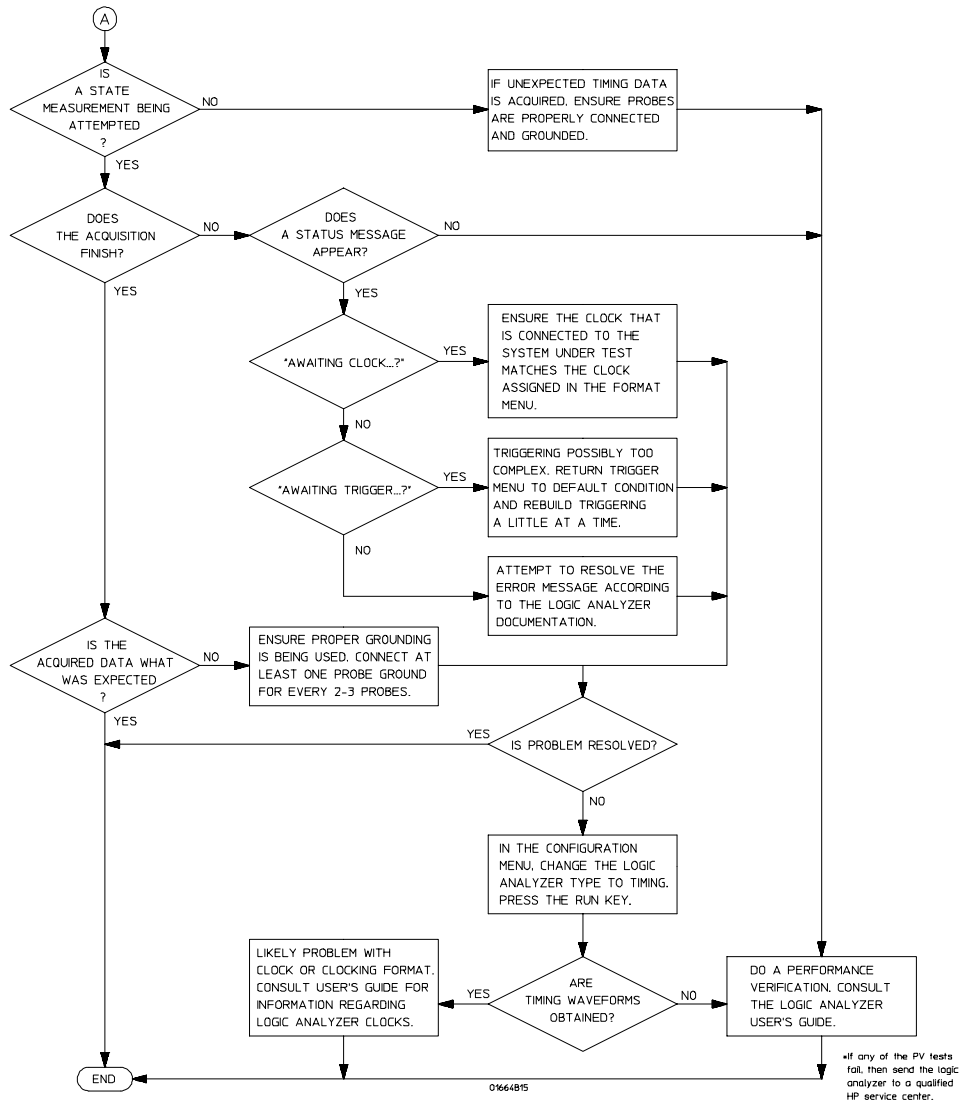 A
IS
A STATE
MEASUREMENT BEING
ATTEMPTED
?
NO
IF UNEXPECTED TIMING DATA
IS ACQUIRED, ENSURE PROBES
ARE PROPERLY CONNECTED
AND GROUNDED.
YES
DOES
THE ACQUISITION
FINISH?
NO
DOES
A STATUS MESSAGE
APPEAR?
NO
YES
YES
"AWAITING CLOCK...?"
YES
ENSURE THE CLOCK THAT
IS CONNECTED TO THE
SYSTEM UNDER TEST
MATCHES THE CLOCK
ASSIGNED IN THE FORMAT
MENU.
NO
"AWAITING TRIGGER...?"
YES
TRIGGERING POSSIBLY TOO
COMPLEX. RETURN TRIGGER
MENU TO DEFAULT CONDITION
AND REBUILD TRIGGERING
A LITTLE AT A TIME.
NO
ATTEMPT TO RESOLVE THE
ERROR MESSAGE ACCORDING
TO THE LOGIC ANALYZER
DOCUMENTATION.
IS THE
ACQUIRED DATA WHAT
WAS EXPECTED
?
NO
ENSURE PROPER GROUNDING
IS BEING USED. CONNECT AT
LEAST ONE PROBE GROUND
FOR EVERY 2-3 PROBES.
YES
IS PROBLEM RESOLVED?
YES
NO
IN THE CONFIGURATION
MENU, CHANGE THE LOGIC
ANALYZER TYPE TO TIMING.
PRESS THE RUN KEY.
ARE
TIMING WAVEFORMS
OBTAINED?
YES
LIKELY PROBLEM WITH
CLOCK OR CLOCKING FORMAT.
CONSULT USER'S GUIDE FOR
INFORMATION REGARDING
LOGIC ANALYZER CLOCKS.
NO
DO A PERFORMANCE
VERIFICATION. CONSULT
THE LOGIC ANALYZER
USER'S GUIDE.
END
01664B15
*If any of the PV tests
fail, then send the logic
analyzer to a qualified
HP service center.